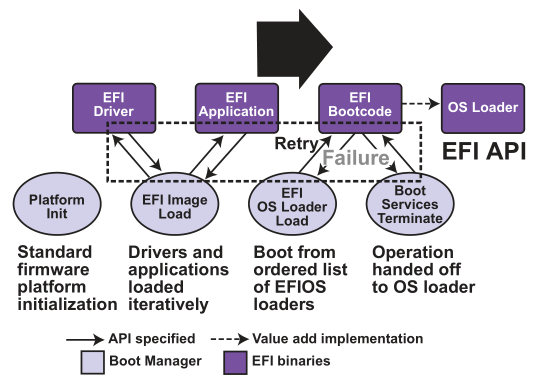 EFI
Driver
EFI
Application
EFI
Bootcode
OS Loader
EFI API
Retry
Failure
Platform
Init
EFI Image
Load
EFI
OS Loader
Load
Boot
Services
Terminate
Standard
firmware
platform
initialization
Drivers and
applications
loaded
iteratively
Boot from
ordered list
of EFIOS
loaders
Operation
handed off
to OS loader
API specified
Value add implementation
Boot Manager
EFI binaries